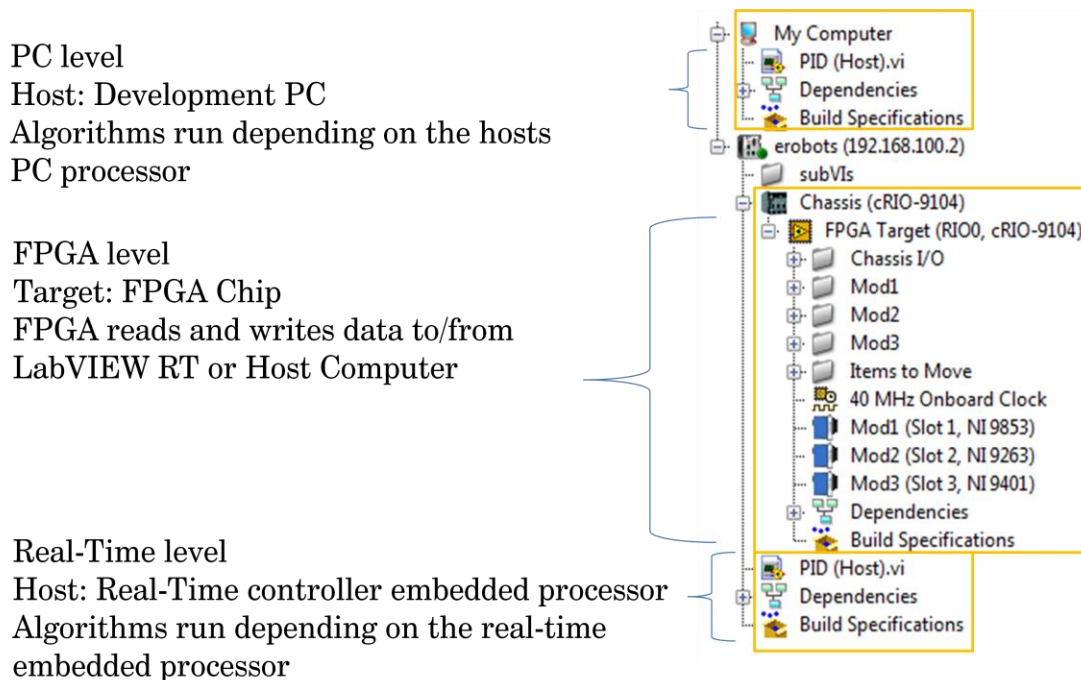 PC level
Host: Development PC
Algorithms run depending on the hosts
PC processor
FPGA level
Target: FPGA Chip
FPGA reads and writes data to/from
LabVIEW RT or Host Computer
Real-Time level
Host: Real-Time controller embedded processor
Algorithms run depending on the real-time
embedded processor
My Computer
PID (Host).vi
Dependencies
Build Specifications
erobots (192.168.100.2)
subVIs
Chassis (cRIO-9104)
FPGA Target (RIO0, cRIO-9104)
Chassis I/O
Mod1
Mod2
Mod3
Items to Move
40 MHz Onboard Clock
Mod1 (Slot 1, NI 9853)
Mod2 (Slot 2, NI 9263)
Mod3 (Slot 3, NI 9401)
Dependencies
Build Specifications
PID (Host).vi
Dependencies
Build Specifications